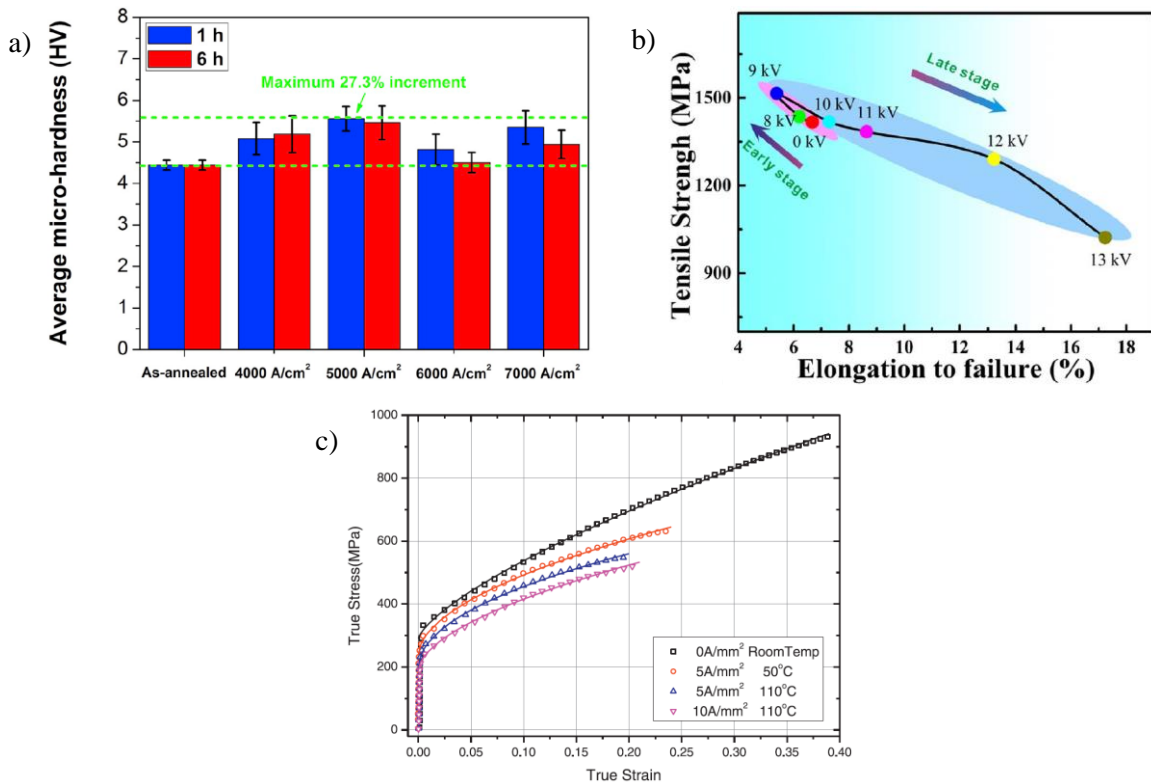 a)
Average micro-hardness (HV)
8
7
6
5
4
3
2
1
0
1 h
6 h
Maximum 27.3% increment
As-annealed 4000 A/cm² 5000 A/cm² 6000 A/cm² 7000 A/cm²
b)
Tensile Strengh (MPa)
1500
1200
900
9 kV
8 kV
0 kV
10 kV
11 kV
12 kV
13 kV
Late stage
Early stage
4 6 8 10 12 14 16 18
Elongation to failure (%)
c)
True Stress(MPa)
1000
800
600
400
200
0
0A/mm² RoomTemp
5A/mm² 50°C
5A/mm² 110°C
10A/mm² 110°C
0.00 0.05 0.10 0.15 0.20 0.25 0.30 0.35 0.40
True Strain